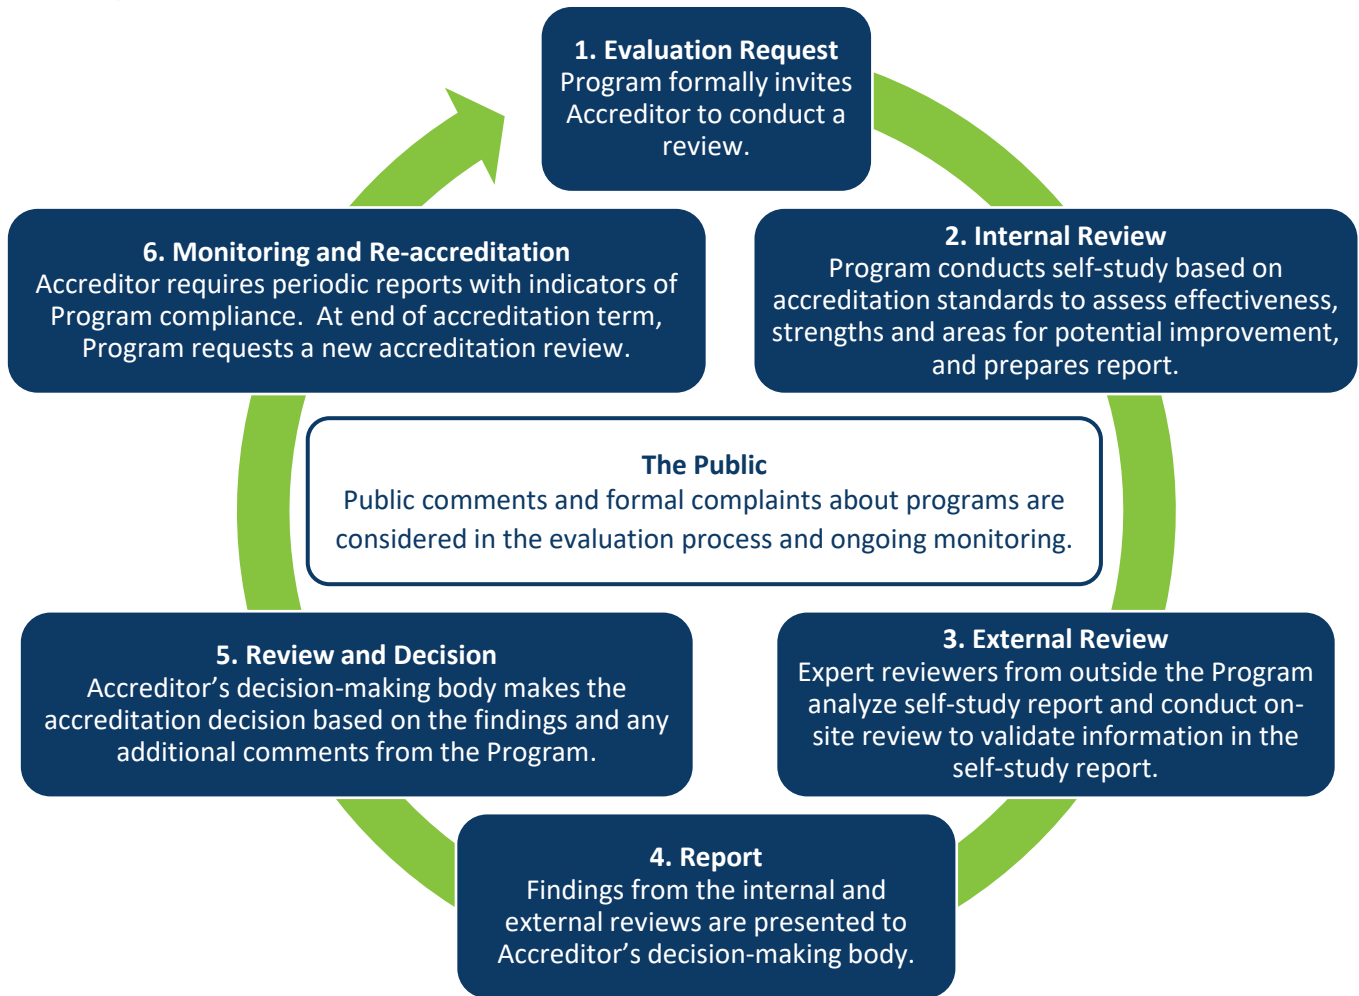 1. Evaluation Request
Program formally invites
Accreditor to conduct a
review.
2. Internal Review
Program conducts self-study based on
accreditation standards to assess effectiveness,
strengths and areas for potential improvement,
and prepares report.
3. External Review
Expert reviewers from outside the Program
analyze self-study report and conduct on-
site review to validate information in the
self-study report.
4. Report
Findings from the internal and
external reviews are presented to
Accreditor’s decision-making body.
5. Review and Decision
Accreditor’s decision-making body makes the
accreditation decision based on the findings and any
additional comments from the Program.
6. Monitoring and Re-accreditation
Accreditor requires periodic reports with indicators of
Program compliance.  At end of accreditation term,
Program requests a new accreditation review.
The Public
Public comments and formal complaints about programs are
considered in the evaluation process and ongoing monitoring.